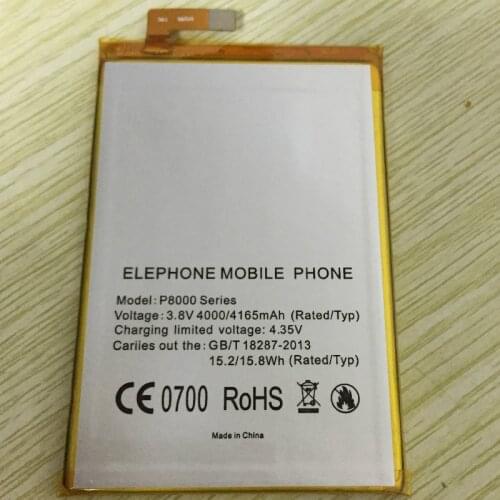 ELEPHONE MOBILE PHONE
Model: P8000 Series
Voltage: 3.8V 4000/4165mAh (Rated/Typ)
Charging limited voltage: 4.35V
Cariies out the: GB/T 18287-2013
15.2/15.8Wh (Rated/Typ)
CE 0700 RoHS
Made in China